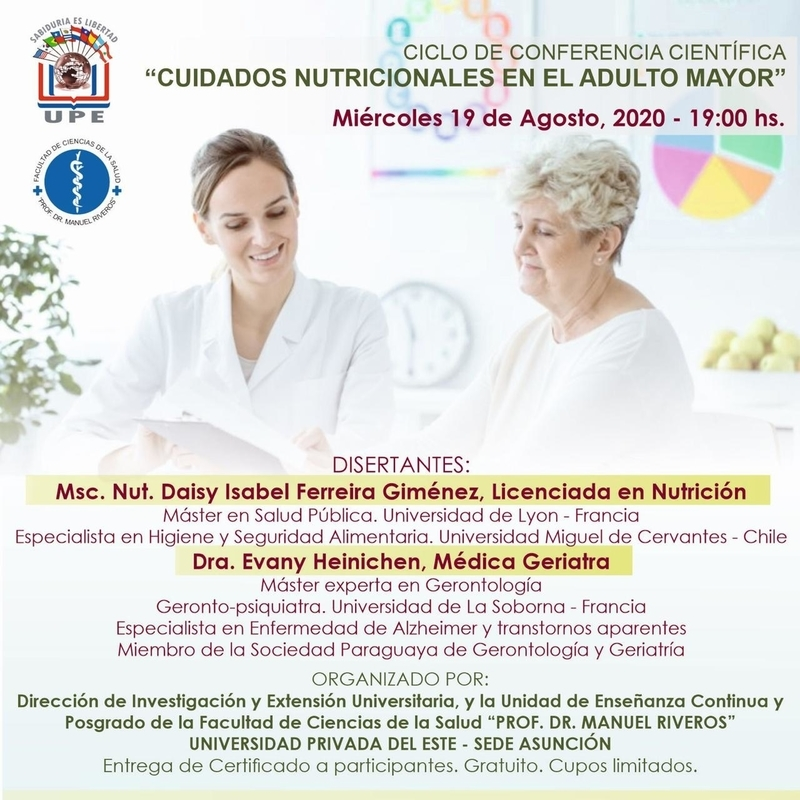 SABIDURIA ES LIBERTAD
UPE
FACULTAD DE CIENCIAS DE LA SALUD
"PROF. DR. MANUEL RIVEROS"
CICLO DE CONFERENCIA CIENTÍFICA
“CUIDADOS NUTRICIONALES EN EL ADULTO MAYOR”
Miércoles 19 de Agosto, 2020 - 19:00 hs.
DISERTANTES:
Msc. Nut. Daisy Isabel Ferreira Giménez, Licenciada en Nutrición
Máster en Salud Pública. Universidad de Lyon - Francia
Especialista en Higiene y Seguridad Alimentaria. Universidad Miguel de Cervantes - Chile
Dra. Evany Heinichen, Médica Geriatra
Máster experta en Gerontología
Geronto-psiquiatra. Universidad de La Soborna - Francia
Especialista en Enfermedad de Alzheimer y transtornos aparentes
Miembro de la Sociedad Paraguaya de Gerontología y Geriatría
ORGANIZADO POR:
Dirección de Investigación y Extensión Universitaria, y la Unidad de Enseñanza Continua y
Posgrado de la Facultad de Ciencias de la Salud “PROF. DR. MANUEL RIVEROS”
UNIVERSIDAD PRIVADA DEL ESTE - SEDE ASUNCIÓN
Entrega de Certificado a participantes. Gratuito. Cupos limitados.